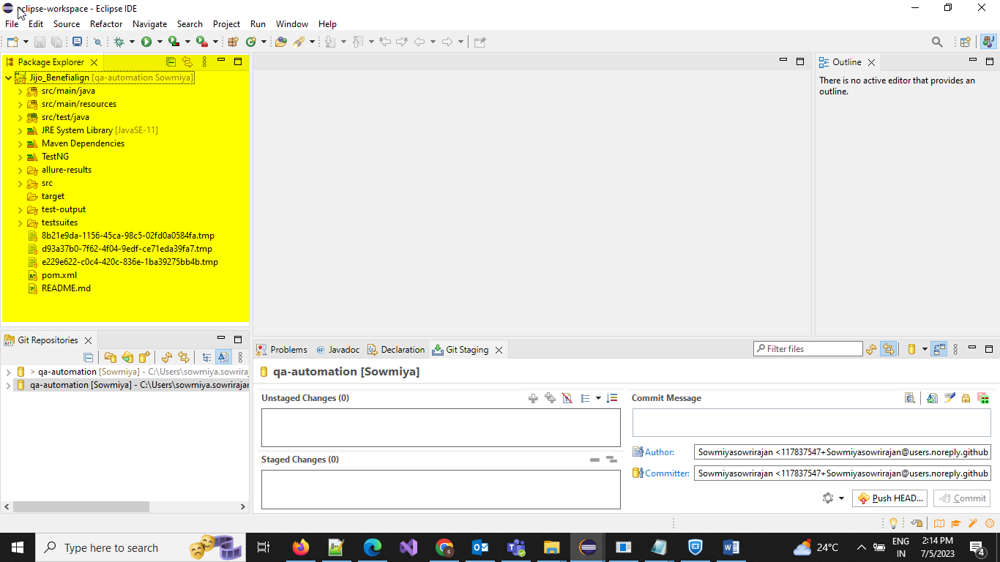 eclipse-workspace - Eclipse IDE
File Edit Source Refactor Navigate Search Project Run Window Help
Package Explorer
Jijo_Benefialign [qa-automation Sowmiya]
src/main/java
src/main/resources
src/test/java
JRE System Library [JavaSE-11]
Maven Dependencies
TestNG
allure-results
src
target
test-output
testsuites
8b21e9da-1156-45ca-98c5-02fd0a0584fa.tmp
d93a37b0-7f62-4f04-9edf-ce71eda39fa7.tmp
e229e622-c0c4-420c-836e-1ba39275bb4b.tmp
pom.xml
README.md
Outline
There is no active editor that provides an
outline.
Git Repositories
> qa-automation [Sowmiya] - C:\Users\sowmiya.sowrira
qa-automation [Sowmiya] - C:\Users\sowmiya.sowrirajar
Problems @ Javadoc Declaration Git Staging
Filter files
qa-automation [Sowmiya]
Unstaged Changes (0)
Staged Changes (0)
Commit Message
Author: Sowmiyasowrirajan <117837547+Sowmiyasowrirajan@users.noreply.github
Committer: Sowmiyasowrirajan <117837547+Sowmiyasowrirajan@users.noreply.github
Push HEAD... Commit
Type here to search
24°C
ENG
IN
2:14 PM
7/5/2023
4